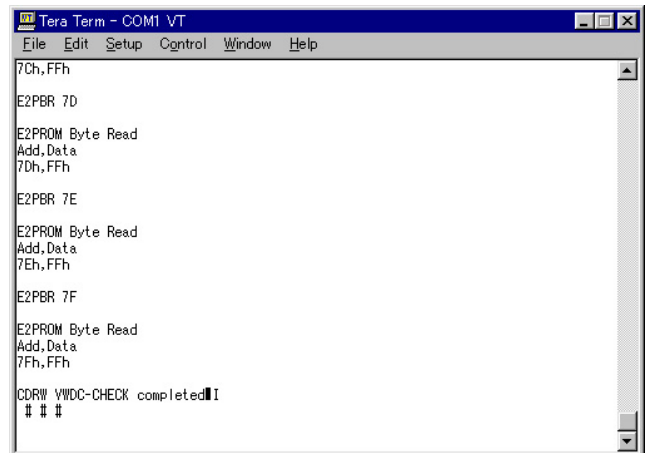 Tera Term - COM1 VT
File Edit Setup Control Window Help
7Ch,FFh
E2PBR 7D
E2PROM Byte Read
Add,Data
7Dh,FFh
E2PBR 7E
E2PROM Byte Read
Add,Data
7Eh,FFh
E2PBR 7F
E2PROM Byte Read
Add,Data
7Fh,FFh
CDRW VWDC-CHECK completed
# # #